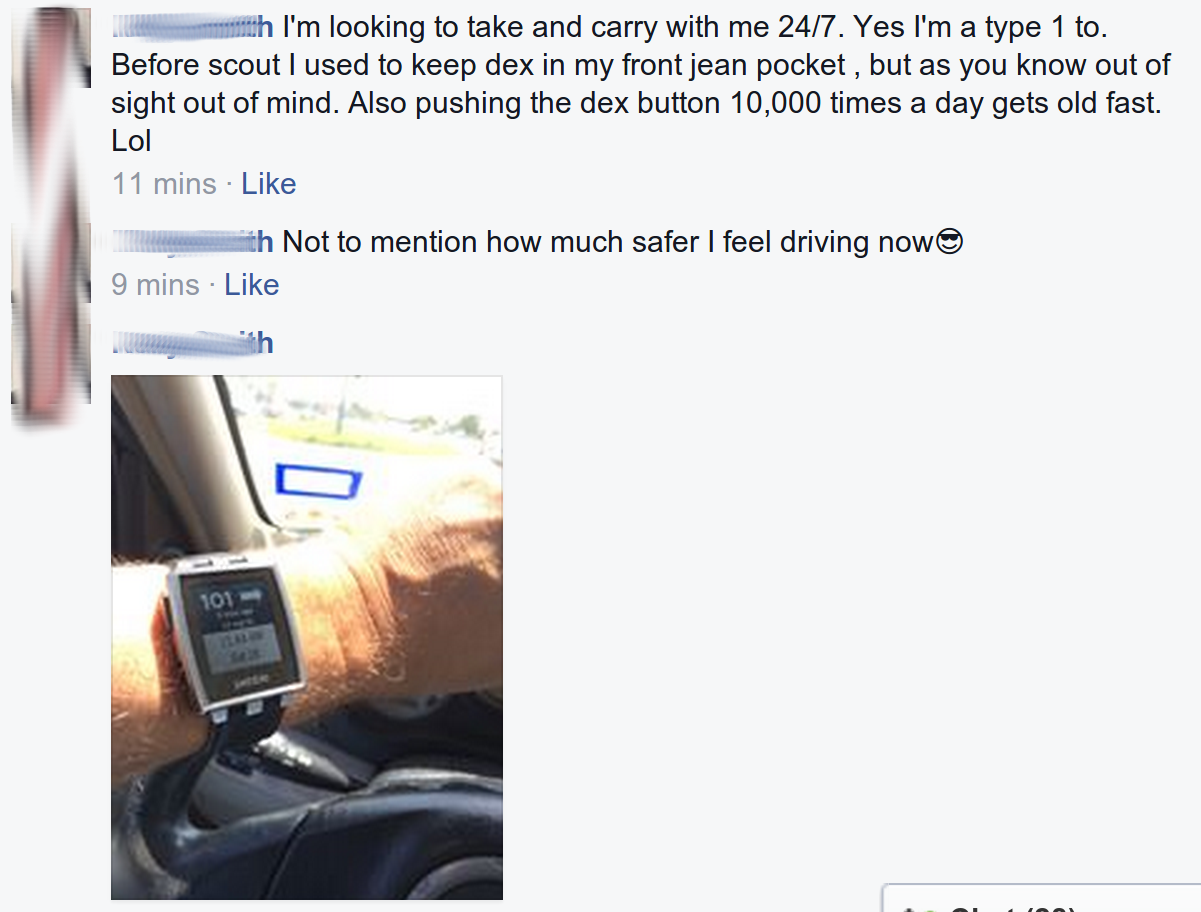 I'm looking to take and carry with me 24/7. Yes I'm a type 1 to.
Before scout I used to keep dex in my front jean pocket , but as you know out of
sight out of mind. Also pushing the dex button 10,000 times a day gets old fast.
Lol
11 mins · Like
Not to mention how much safer I feel driving now😎
9 mins · Like
101